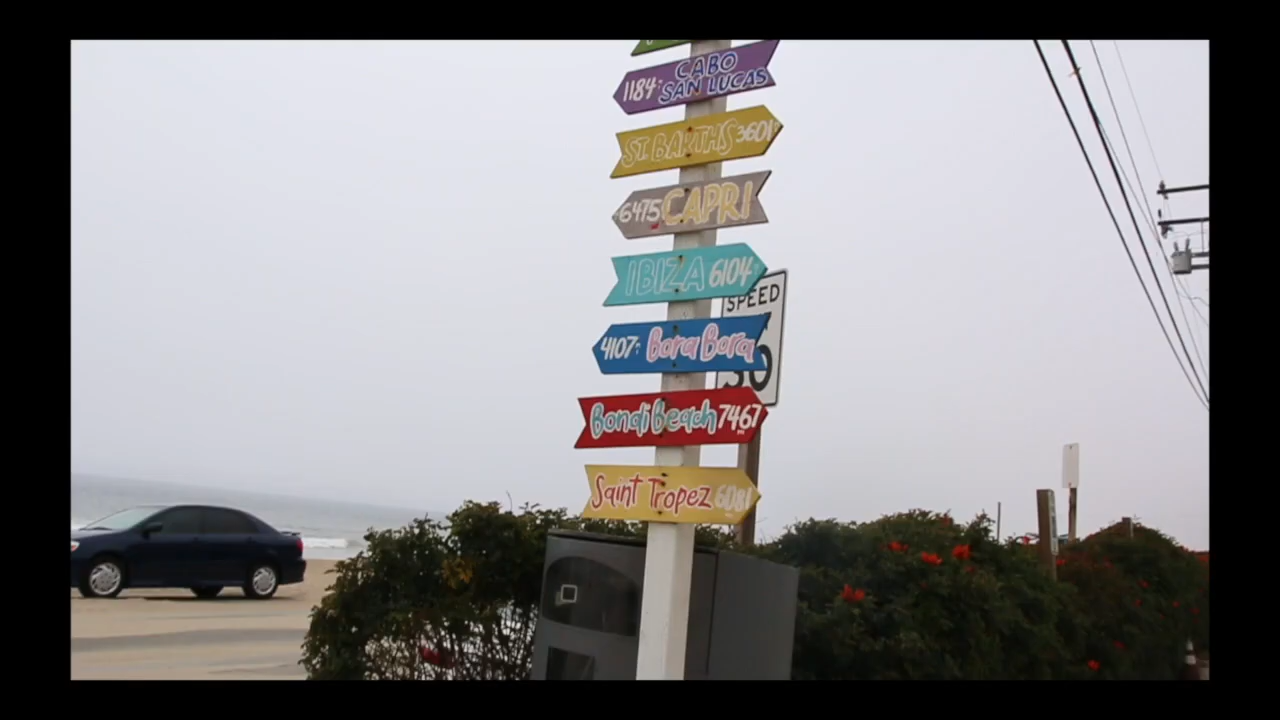 1184
CABO
SAN LUCAS
ST. BARTHS 3601
6475 CAPRI
IBIZA 6104
SPEED
4107 Bora Bora
30
Bondi Beach 7467
Saint Tropez 6081